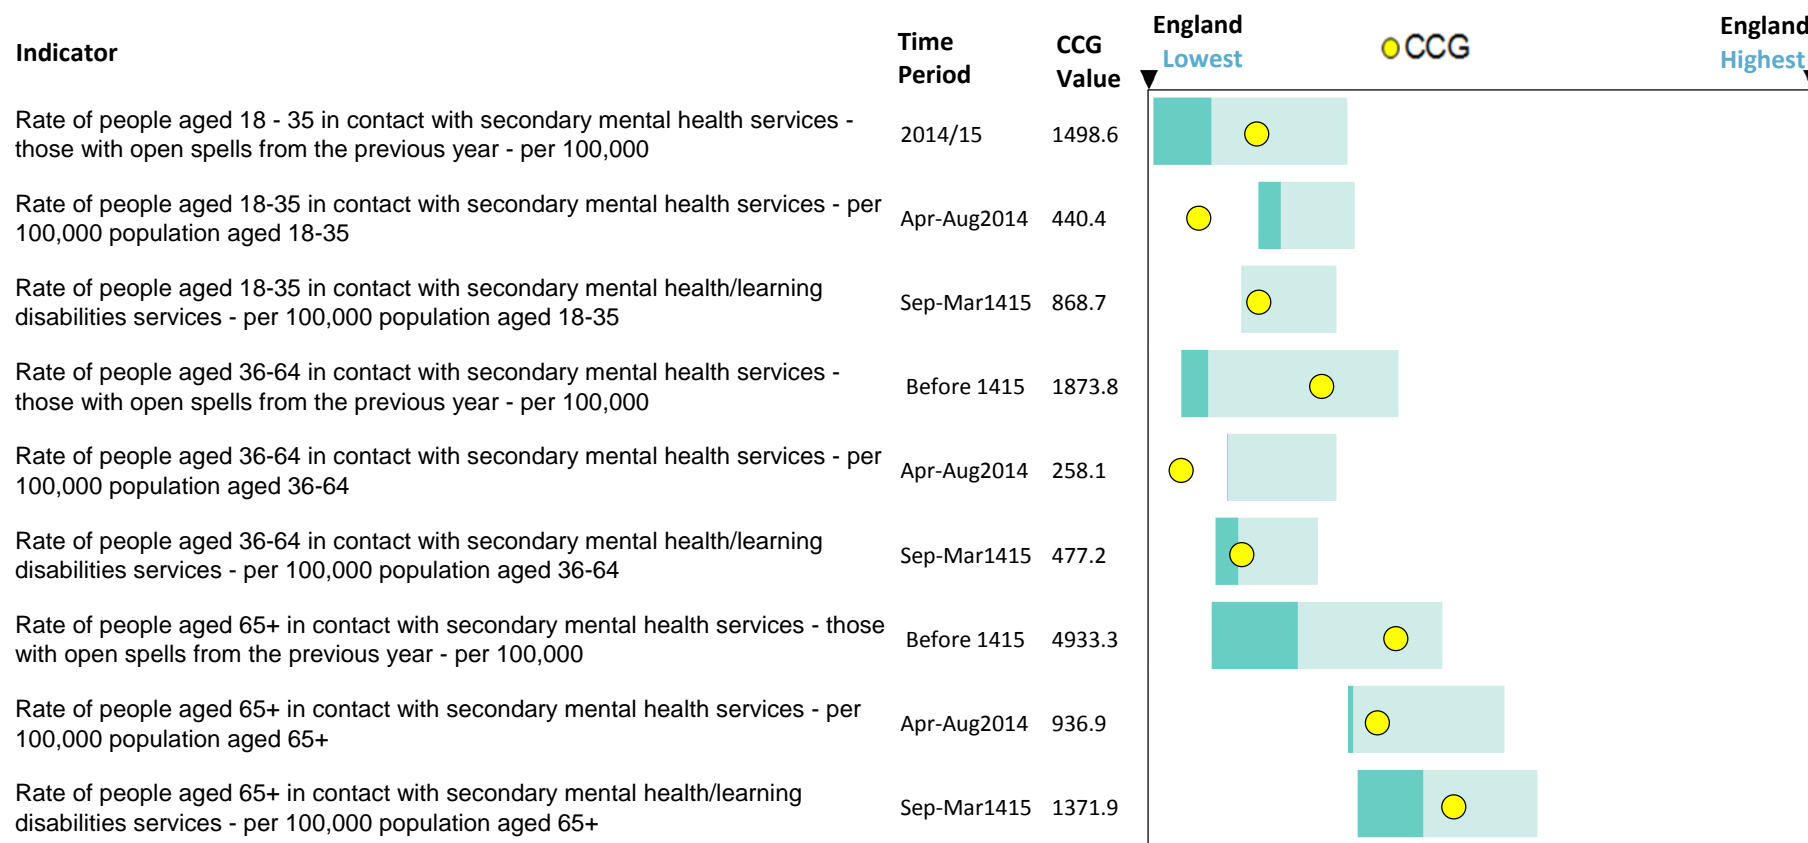 Indicator
Time
Period
CCG
Value
England
Lowest
CCG
England
Highest
Rate of people aged 18 - 35 in contact with secondary mental health services -
those with open spells from the previous year - per 100,000
2014/15
1498.6
Rate of people aged 18-35 in contact with secondary mental health services - per
100,000 population aged 18-35
Apr-Aug2014
440.4
Rate of people aged 18-35 in contact with secondary mental health/learning
disabilities services - per 100,000 population aged 18-35
Sep-Mar1415
868.7
Rate of people aged 36-64 in contact with secondary mental health services -
those with open spells from the previous year - per 100,000
Before 1415
1873.8
Rate of people aged 36-64 in contact with secondary mental health services - per
100,000 population aged 36-64
Apr-Aug2014
258.1
Rate of people aged 36-64 in contact with secondary mental health/learning
disabilities services - per 100,000 population aged 36-64
Sep-Mar1415
477.2
Rate of people aged 65+ in contact with secondary mental health services - those
with open spells from the previous year - per 100,000
Before 1415
4933.3
Rate of people aged 65+ in contact with secondary mental health services - per
100,000 population aged 65+
Apr-Aug2014
936.9
Rate of people aged 65+ in contact with secondary mental health/learning
disabilities services - per 100,000 population aged 65+
Sep-Mar1415
1371.9